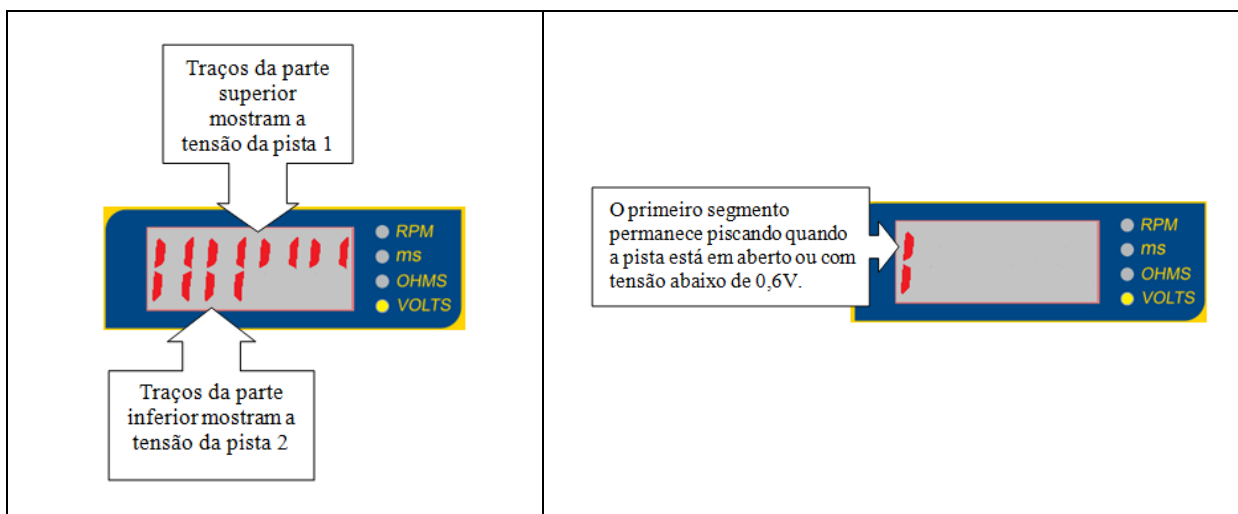 Traços da parte
superior
mostram a
tensão da pista 1
RPM
ms
OHMS
VOLTS
Traços da parte
inferior mostram a
tensão da pista 2
O primeiro segmento
permanece piscando quando
a pista está em aberto ou com
tensão abaixo de 0,6V.
RPM
ms
OHMS
VOLTS